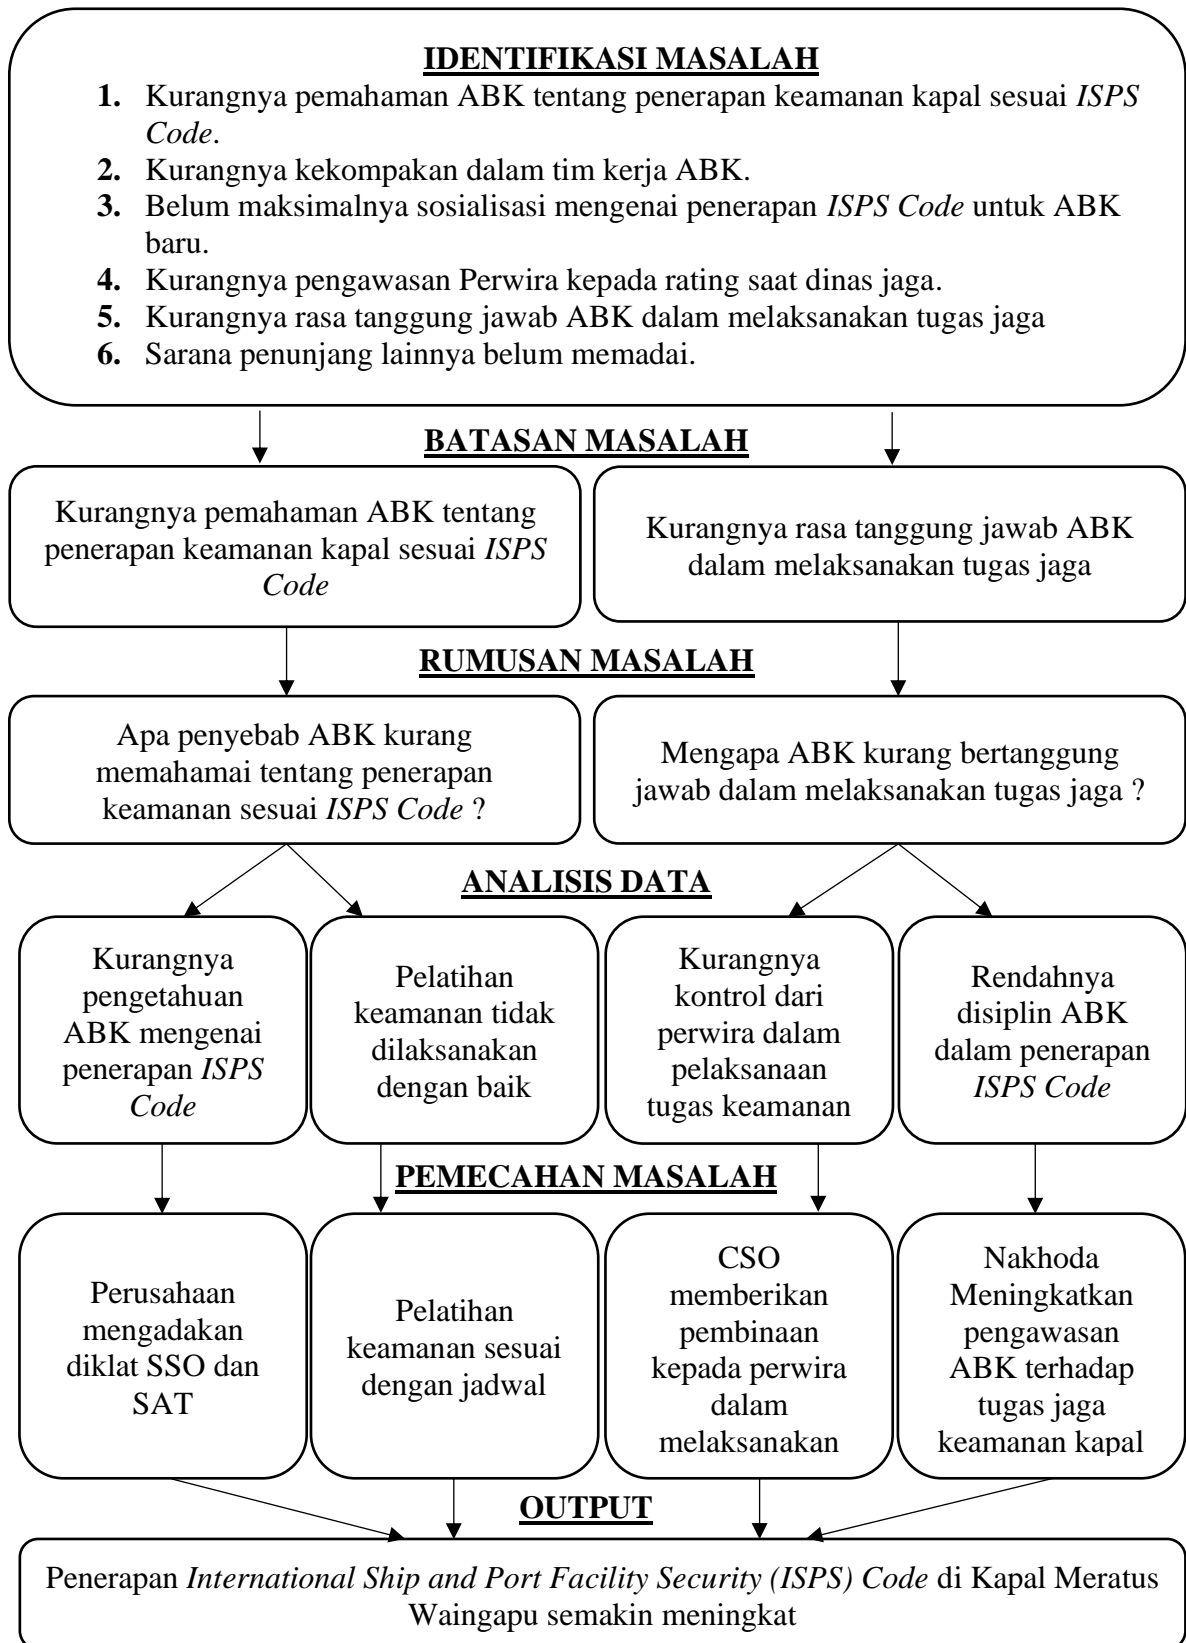 IDENTIFIKASI MASALAH
1. Kurangnya pemahaman ABK tentang penerapan keamanan kapal sesuai ISPS
Code.
2. Kurangnya kekompakan dalam tim kerja ABK.
3. Belum maksimalnya sosialisasi mengenai penerapan ISPS Code untuk ABK
baru.
4. Kurangnya pengawasan Perwira kepada rating saat dinas jaga.
5. Kurangnya rasa tanggung jawab ABK dalam melaksanakan tugas jaga
6. Sarana penunjang lainnya belum memadai.
BATASAN MASALAH
Kurangnya pemahaman ABK tentang
penerapan keamanan kapal sesuai ISPS
Code
Kurangnya rasa tanggung jawab ABK
dalam melaksanakan tugas jaga
RUMUSAN MASALAH
Apa penyebab ABK kurang
memahamai tentang penerapan
keamanan sesuai ISPS Code ?
Mengapa ABK kurang bertanggung
jawab dalam melaksanakan tugas jaga ?
ANALISIS DATA
Kurangnya
pengetahuan
ABK mengenai
penerapan ISPS
Code
Pelatihan
keamanan tidak
dilaksanakan
dengan baik
Kurangnya
kontrol dari
perwira dalam
pelaksanaan
tugas keamanan
Rendahnya
disiplin ABK
dalam penerapan
ISPS Code
PEMECAHAN MASALAH
Perusahaan
mengadakan
diklat SSO dan
SAT
Pelatihan
keamanan sesuai
dengan jadwal
CSO
memberikan
pembinaan
kepada perwira
dalam
melaksanakan
Nakhoda
Meningkatkan
pengawasan
ABK terhadap
tugas jaga
keamanan kapal
OUTPUT
Penerapan International Ship and Port Facility Security (ISPS) Code di Kapal Meratus
Waingapu semakin meningkat